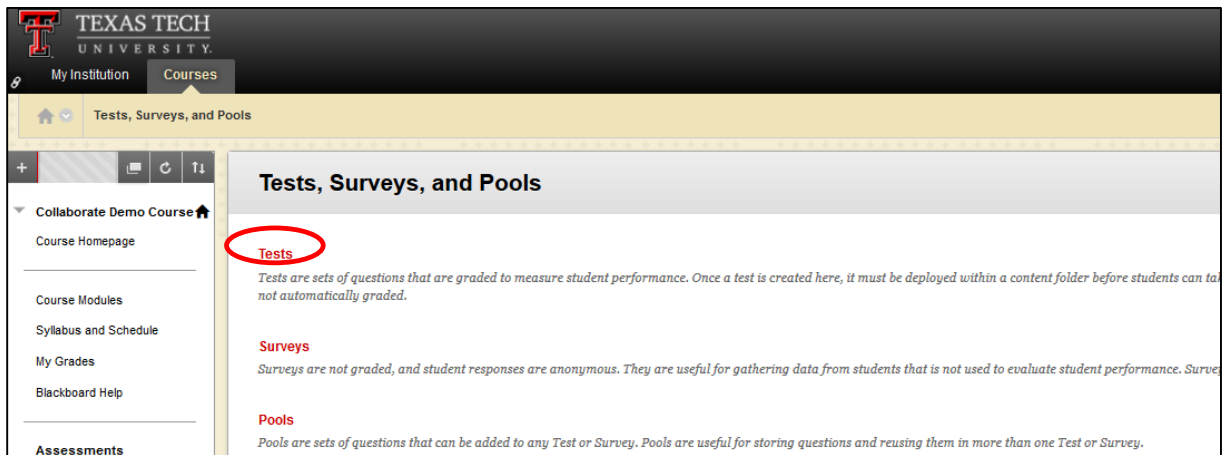 TEXAS TECH
UNIVERSITY.
My Institution
Courses
Tests, Surveys, and Pools
Collaborate Demo Course
Course Homepage
Course Modules
Syllabus and Schedule
My Grades
Blackboard Help
Assessments
Tests, Surveys, and Pools
Tests
Tests are sets of questions that are graded to measure student performance. Once a test is created here, it must be deployed within a content folder before students can
not automatically graded.
Surveys
Surveys are not graded, and student responses are anonymous. They are useful for gathering data from students that is not used to evaluate student performance.
Pools
Pools are sets of questions that can be added to any Test or Survey. Pools are useful for storing questions and reusing them in more than one Test or Survey.